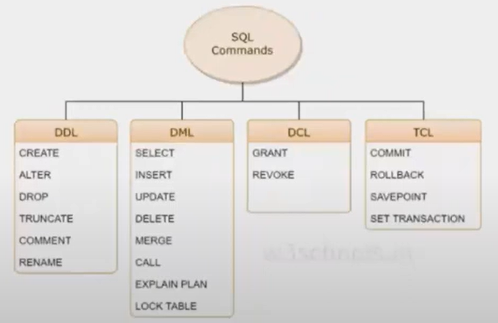 SQL
Commands
DDL
CREATE
ALTER
DROP
TRUNCATE
COMMENT
RENAME
DML
SELECT
INSERT
UPDATE
DELETE
MERGE
CALL
EXPLAIN PLAN
LOCK TABLE
DCL
GRANT
REVOKE
TCL
COMMIT
ROLLBACK
SAVEPOINT
SET TRANSACTION